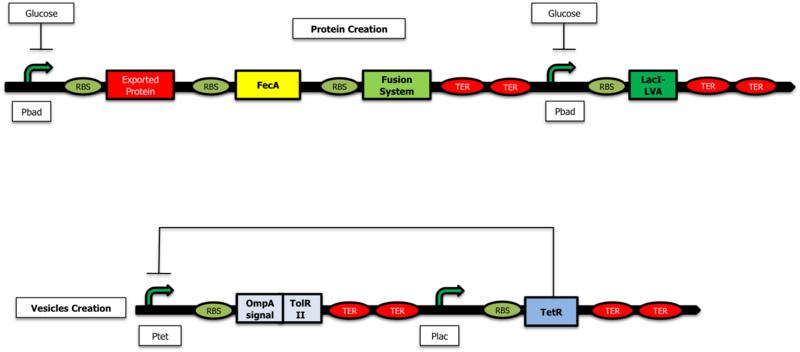 Glucose
Protein Creation
Glucose
RBS
Exported
Protein
RBS
FecA
RBS
Fusion
System
TER
TER
RBS
LacI-
LVA
TER
TER
Pbad
Pbad
Vesicles Creation
RBS
OmpA
signal
TolR
II
TER
TER
RBS
TetR
TER
TER
Ptet
Plac